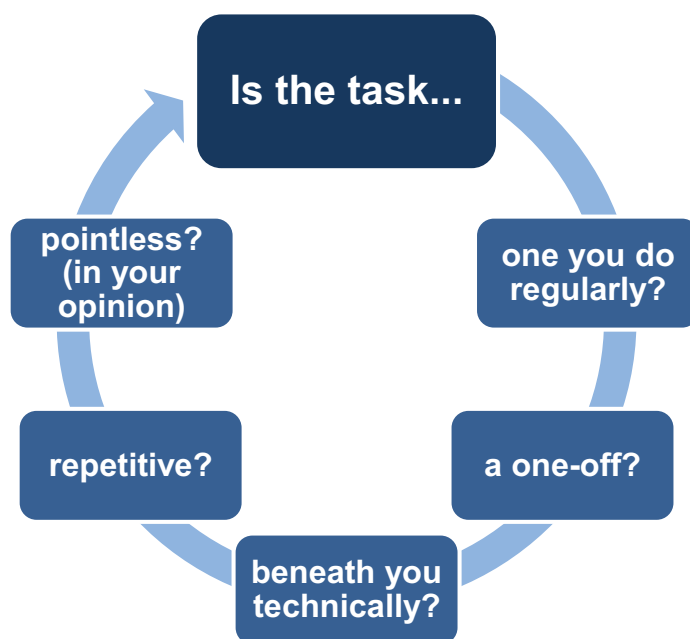 Is the task...
one you do
regularly?
a one-off?
beneath you
technically?
repetitive?
pointless?
(in your
opinion)